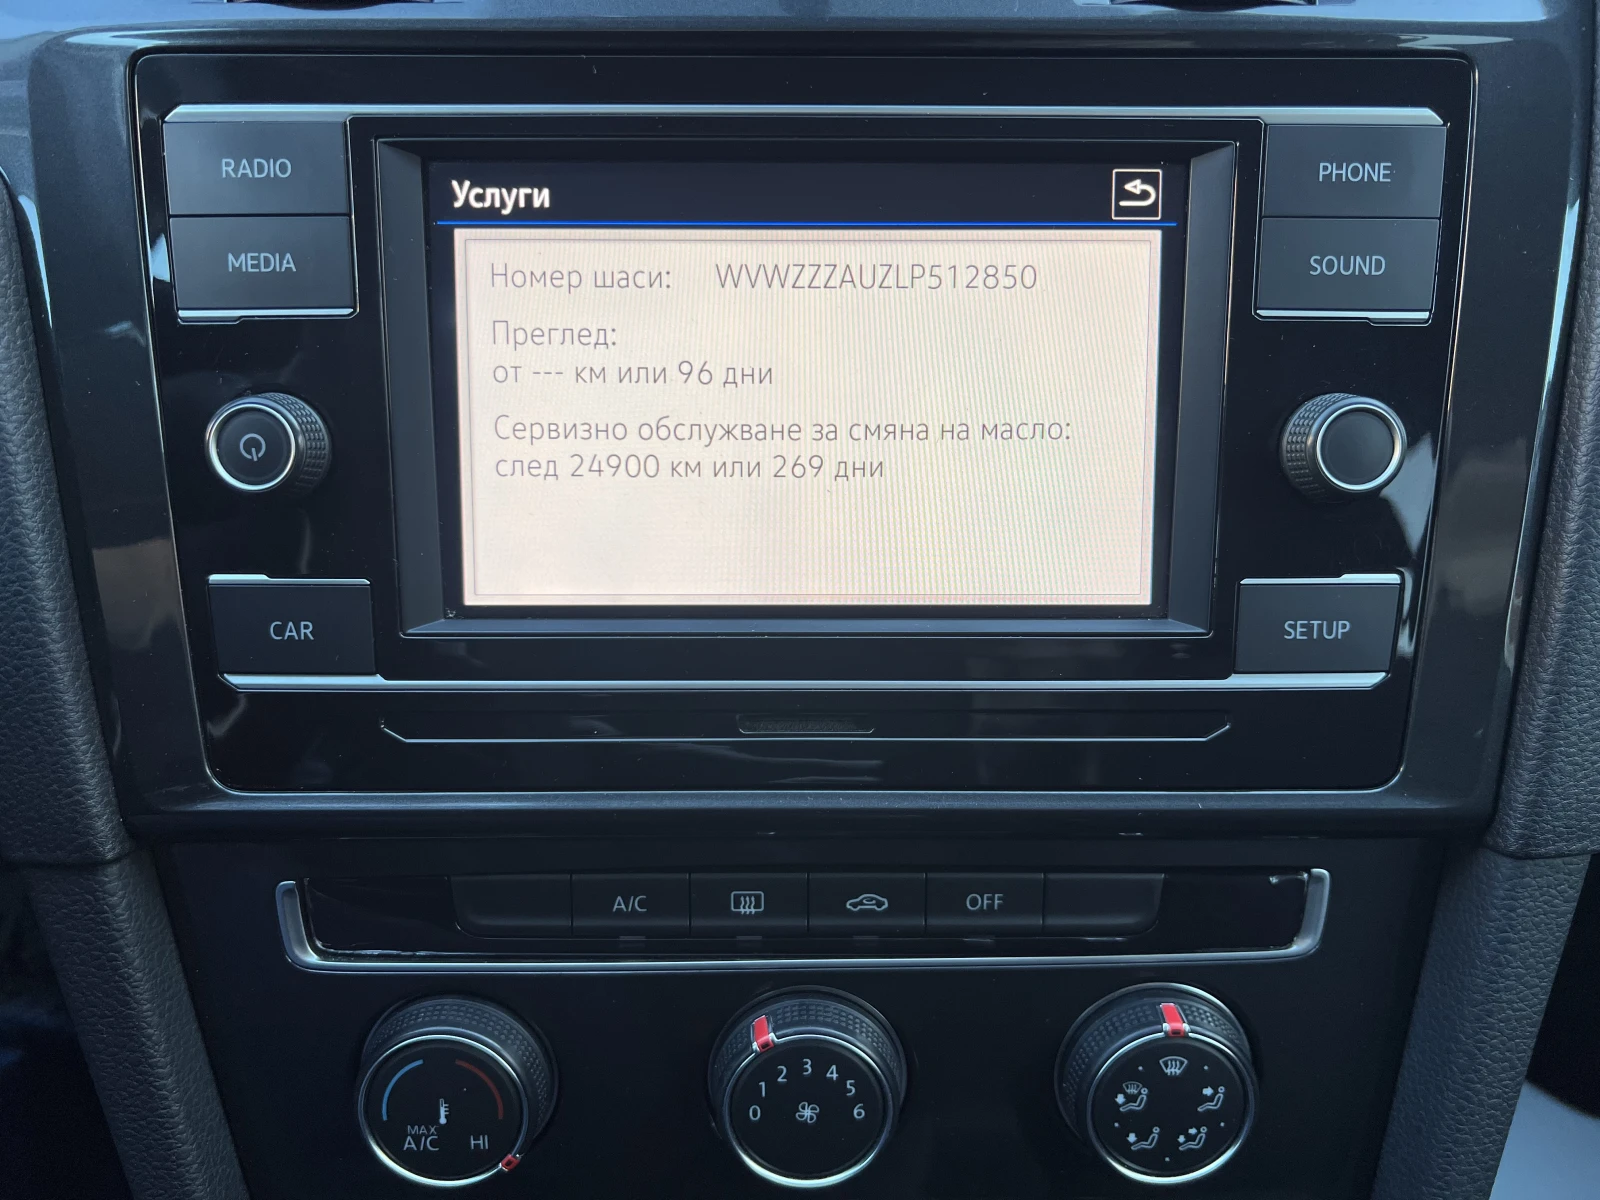 RADIO
MEDIA
PHONE
SOUND
Услуги
Номер шаси: WVWZZZAUZLP512850
Преглед:
от --- км или 96 дни
Сервизно обслужване за смяна на масло:
след 24900 км или 269 дни
CAR
SETUP
A/C
OFF
MAX
A/C
HI
0 1 2 3 4 5 6